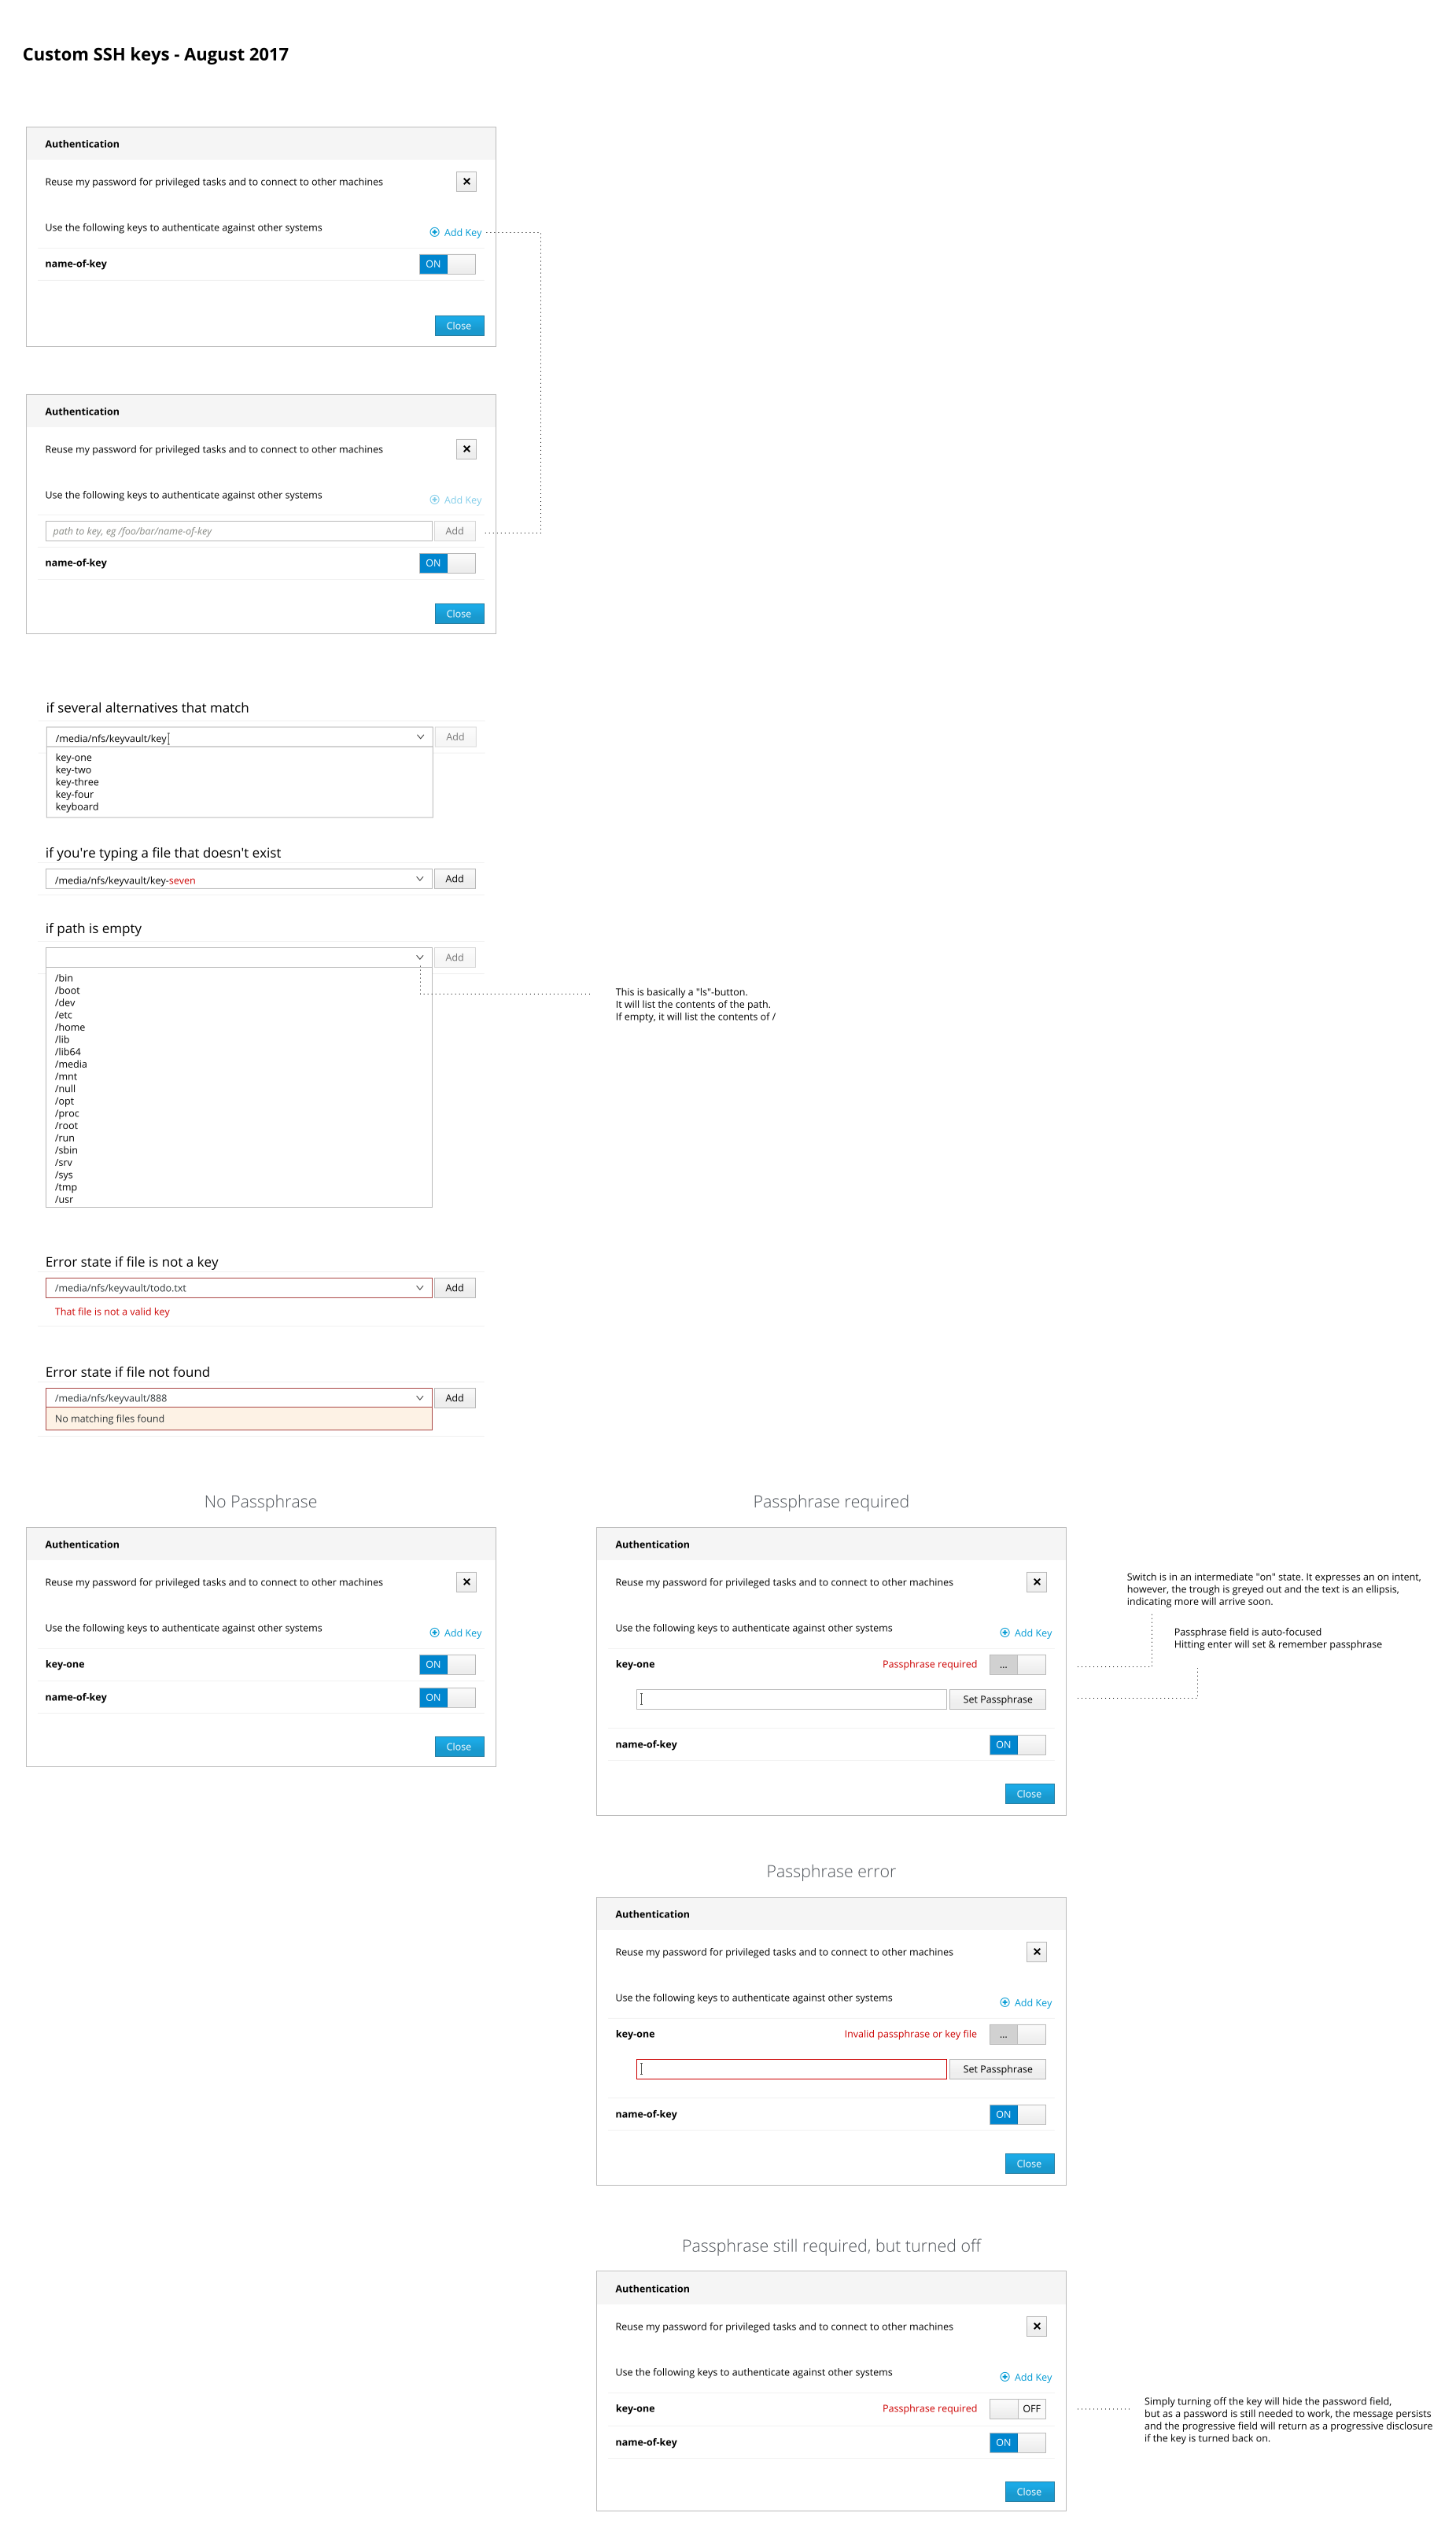 Custom SSH keys - August 2017
Authentication
Reuse my password for privileged tasks and to connect to other machines
Use the following keys to authenticate against other systems
Add Key
name-of-key
ON
Close
Authentication
Reuse my password for privileged tasks and to connect to other machines
Use the following keys to authenticate against other systems
Add Key
path to key, eg /foo/bar/name-of-key
Add
name-of-key
ON
Close
if several alternatives that match
/media/nfs/keyvault/key
Add
key-one
key-two
key-three
key-four
keyboard
if you're typing a file that doesn't exist
/media/nfs/keyvault/key-seven
Add
if path is empty
Add
/bin
/boot
/dev
/etc
/home
/lib
/lib64
/media
/mnt
/null
/opt
/proc
/root
/run
/sbin
/srv
/sys
/tmp
/usr
This is basically a "ls"-button.
It will list the contents of the path.
If empty, it will list the contents of /
Error state if file is not a key
/media/nfs/keyvault/todo.txt
Add
That file is not a valid key
Error state if file not found
/media/nfs/keyvault/888
Add
No matching files found
No Passphrase
Authentication
Reuse my password for privileged tasks and to connect to other machines
Use the following keys to authenticate against other systems
Add Key
key-one
ON
name-of-key
ON
Close
Passphrase required
Authentication
Reuse my password for privileged tasks and to connect to other machines
Use the following keys to authenticate against other systems
Add Key
key-one
Passphrase required
...
Set Passphrase
name-of-key
ON
Close
Switch is in an intermediate "on" state. It expresses an on intent,
however, the trough is greyed out and the text is an ellipsis,
indicating more will arrive soon.
Passphrase field is auto-focused
Hitting enter will set & remember passphrase
Passphrase error
Authentication
Reuse my password for privileged tasks and to connect to other machines
Use the following keys to authenticate against other systems
Add Key
key-one
Invalid passphrase or key file
...
Set Passphrase
name-of-key
ON
Close
Passphrase still required, but turned off
Authentication
Reuse my password for privileged tasks and to connect to other machines
Use the following keys to authenticate against other systems
Add Key
key-one
Passphrase required
OFF
name-of-key
ON
Close
Simply turning off the key will hide the password field,
but as a password is still needed to work, the message persists
and the progressive field will return as a progressive disclosure
if the key is turned back on.